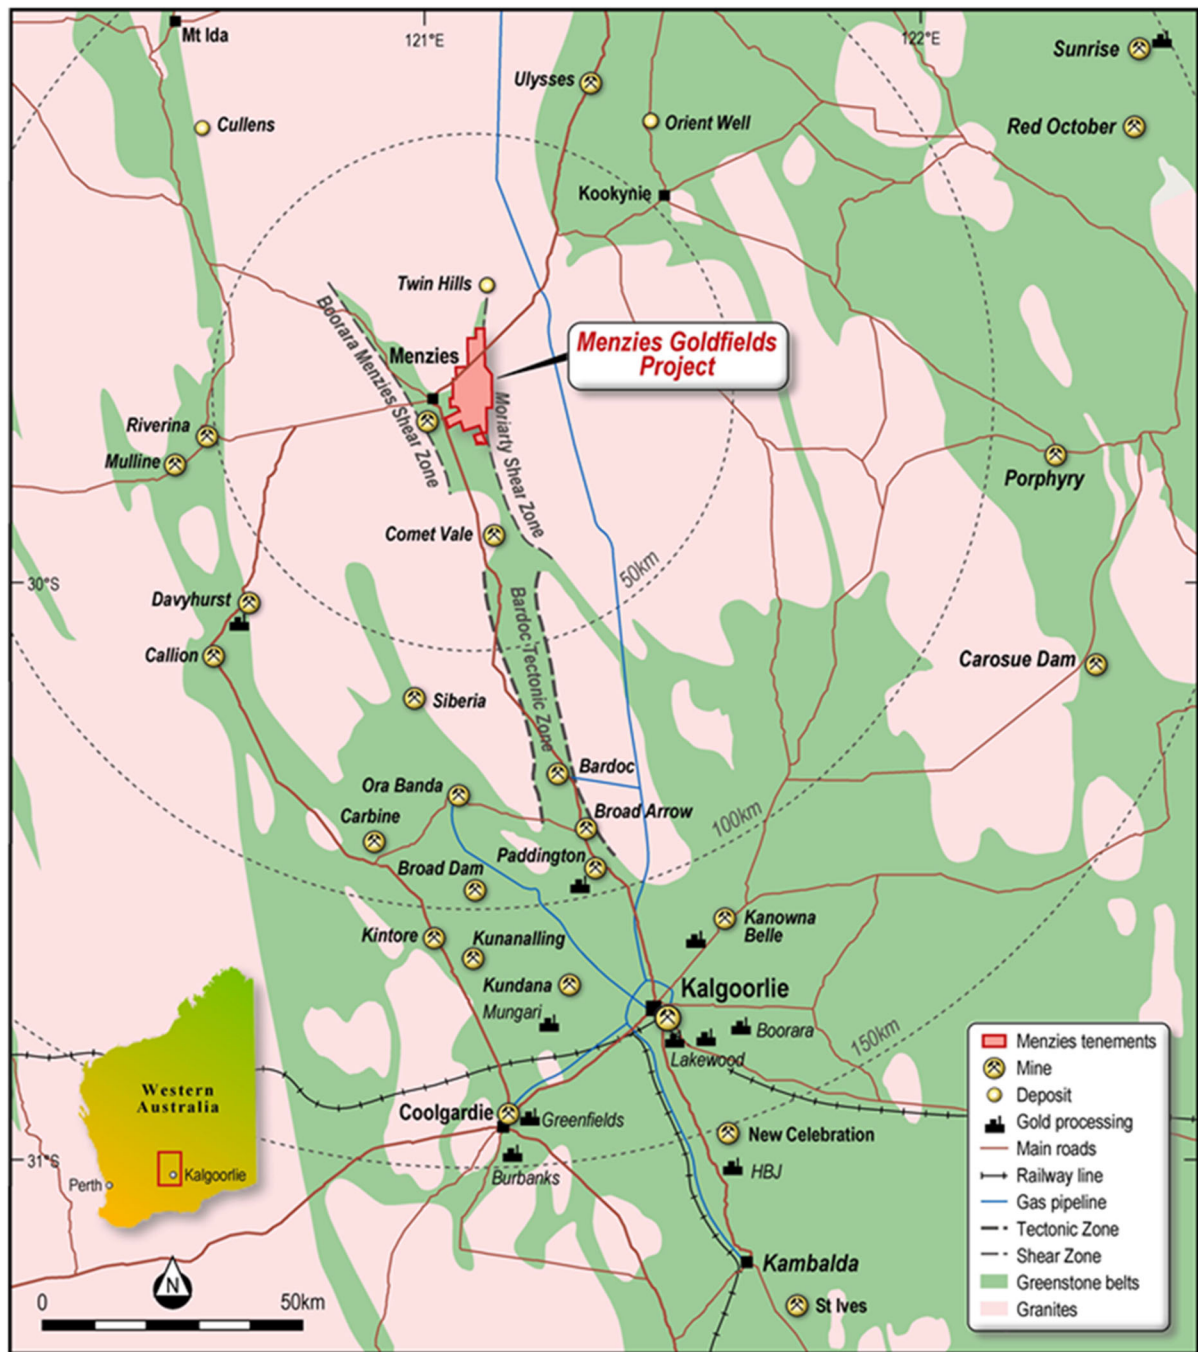 Mt Ida
121°E
122°E
Sunrise
Ulysses
Cullens
Orient Well
Red October
Kookynie
Twin Hills
Boorara Menzies Shear Zone
Menzies
Menzies Goldfields
Project
Moriarty Shear Zone
Riverina
Mulline
Porphyry
Comet Vale
50km
30°S
Davyhurst
Bardoc Tectonic Zone
Callion
Carosue Dam
Siberia
Bardoc
Ora Banda
Carbine
Broad Arrow
100km
Paddington
Broad Dam
Kanowna
Belle
Kintore
Kunanalling
Kundana
Kalgoorlie
Mungari
Boorara
150km
Lakewood
Coolgardie
Greenfields
New Celebration
31°S
Burbanks
HBJ
Kambalda
St Ives
Western
Australia
Perth
Kalgoorlie
N
0
50km
Menzies tenements
Mine
Deposit
Gold processing
Main roads
Railway line
Gas pipeline
Tectonic Zone
Shear Zone
Greenstone belts
Granites